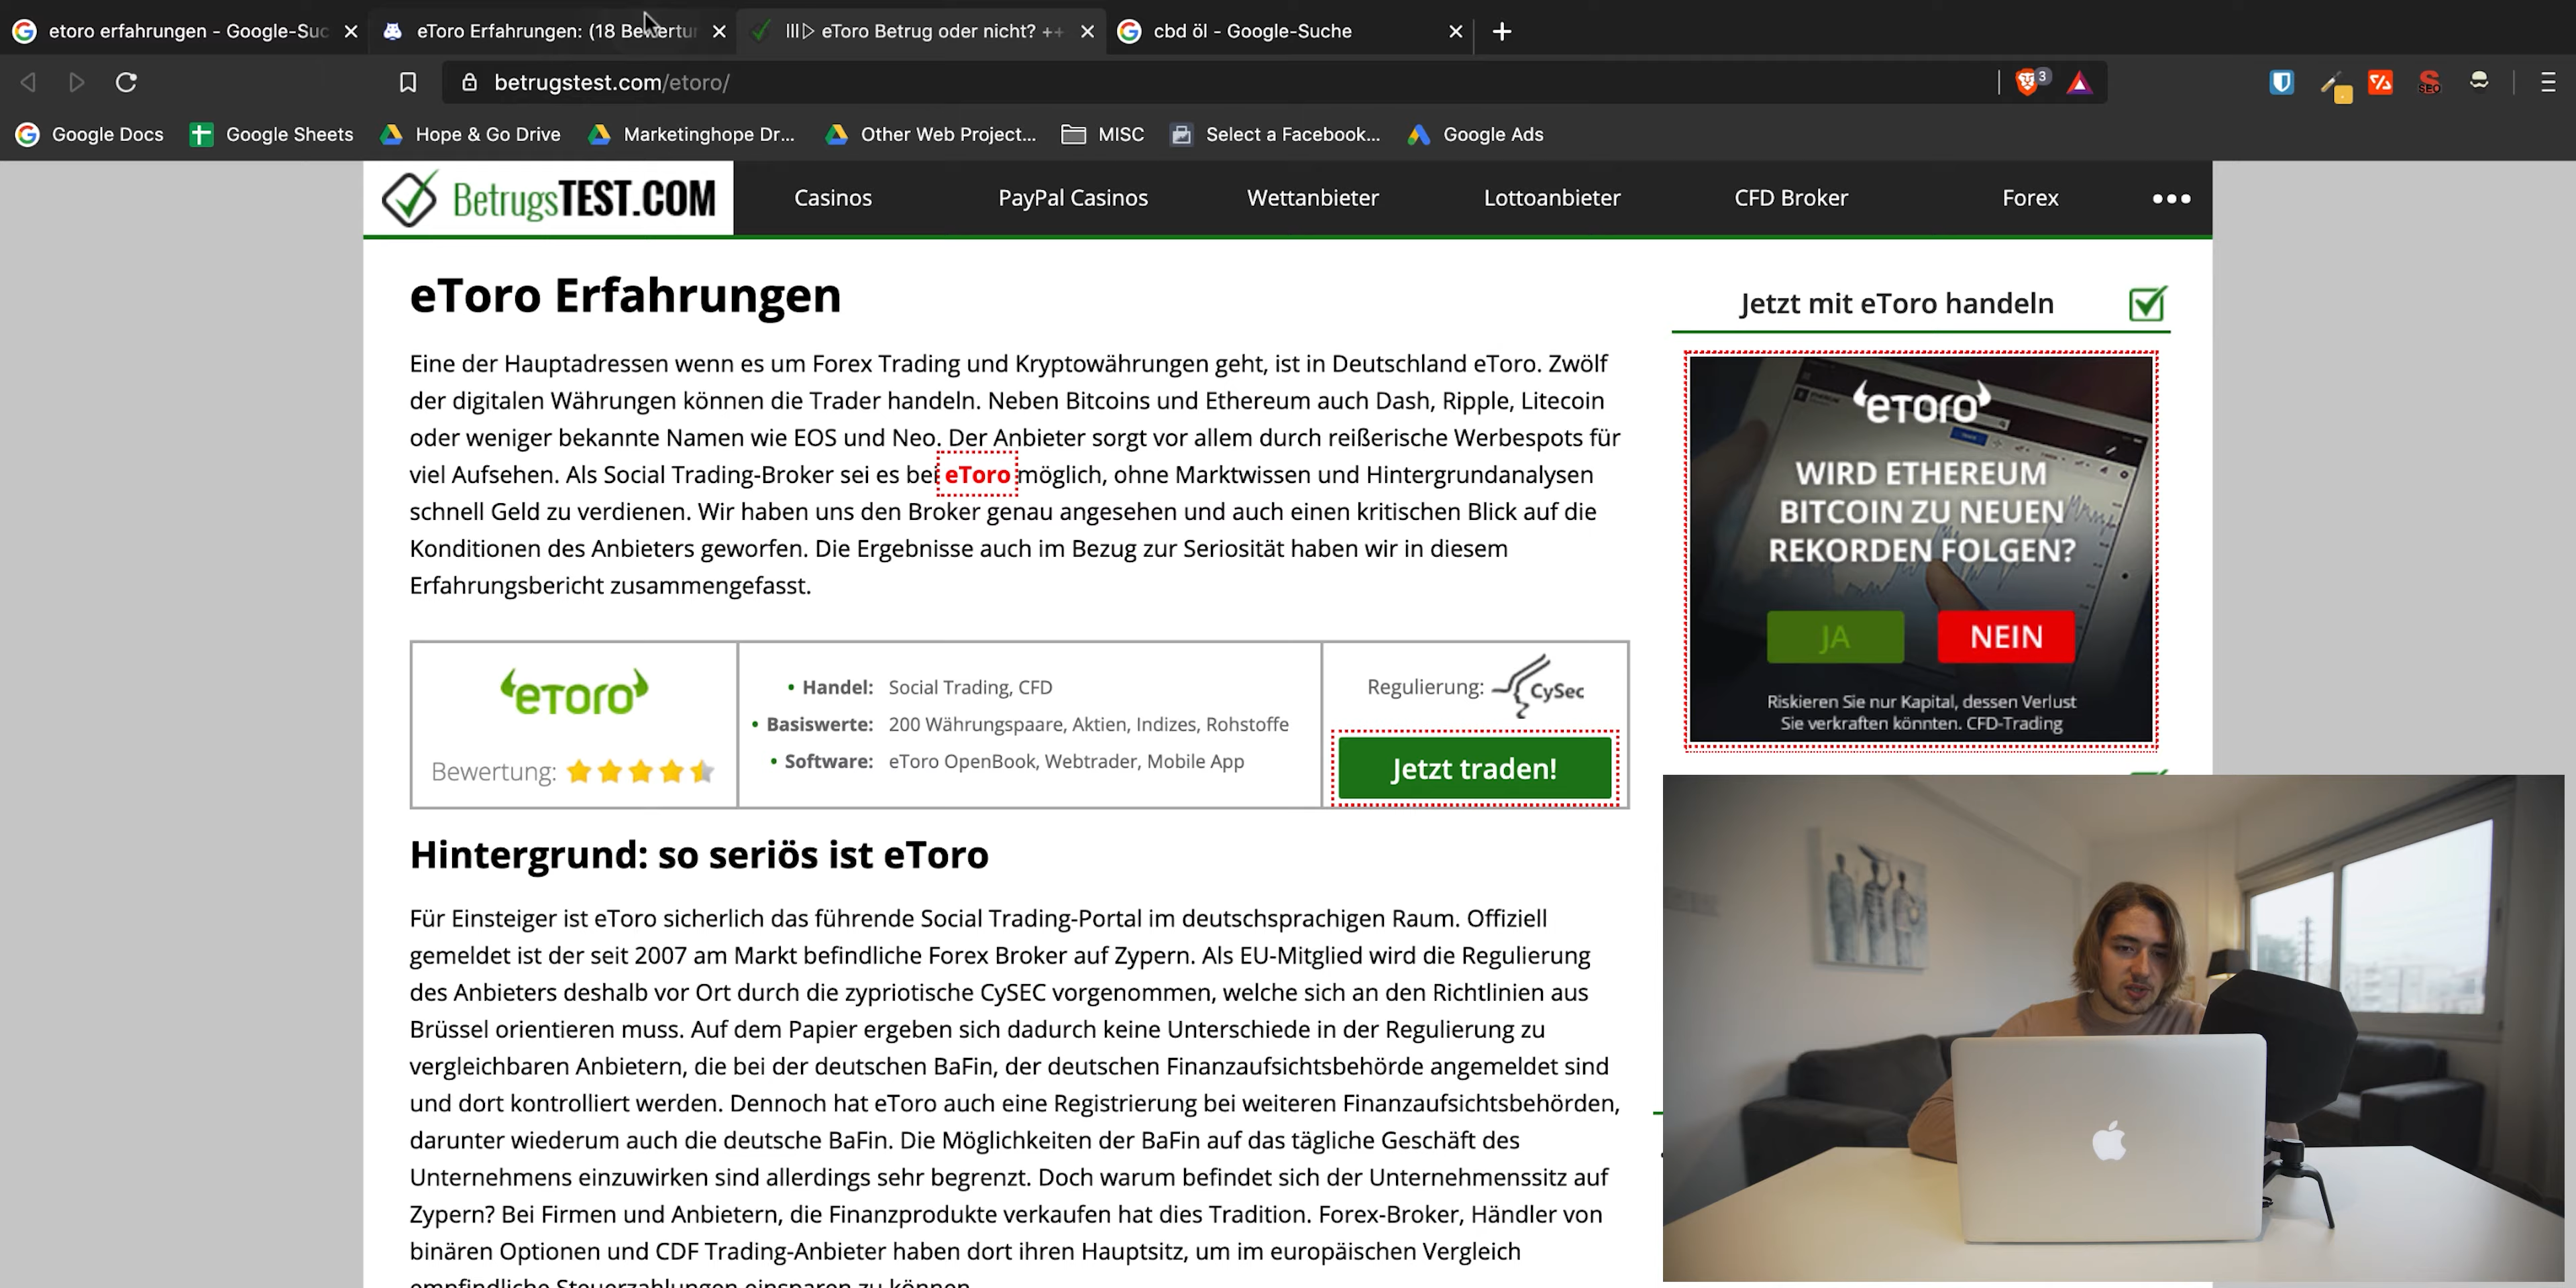 etoro erfahrungen - Google-Suc
eToro Erfahrungen: (18 Bewertun
eToro Betrug oder nicht? ++
cbd öl - Google-Suche
betrugstest.com/etoro/
3
SEO
Google Docs
Google Sheets
Hope & Go Drive
Marketinghope Dr...
Other Web Project...
MISC
Select a Facebook...
Google Ads
BetrugsTEST.COM
Casinos
PayPal Casinos
Wettanbieter
Lottoanbieter
CFD Broker
Forex
eToro Erfahrungen
Eine der Hauptadressen wenn es um Forex Trading und Kryptowährungen geht, ist in Deutschland eToro. Zwölf
der digitalen Währungen können die Trader handeln. Neben Bitcoins und Ethereum auch Dash, Ripple, Litecoin
oder weniger bekannte Namen wie EOS und Neo. Der Anbieter sorgt vor allem durch reißerische Werbespots für
viel Aufsehen. Als Social Trading-Broker sei es bei eToro möglich, ohne Marktwissen und Hintergrundanalysen
schnell Geld zu verdienen. Wir haben uns den Broker genau angesehen und auch einen kritischen Blick auf die
Konditionen des Anbieters geworfen. Die Ergebnisse auch im Bezug zur Seriosität haben wir in diesem
Erfahrungsbericht zusammengefasst.
eToro
Bewertung:
• Handel: Social Trading, CFD
• Basiswerte: 200 Währungspaare, Aktien, Indizes, Rohstoffe
• Software: eToro OpenBook, Webtrader, Mobile App
Regulierung: CySec
Jetzt traden!
Hintergrund: so seriös ist eToro
Für Einsteiger ist eToro sicherlich das führende Social Trading-Portal im deutschsprachigen Raum. Offiziell
gemeldet ist der seit 2007 am Markt befindliche Forex Broker auf Zypern. Als EU-Mitglied wird die Regulierung
des Anbieters deshalb vor Ort durch die zypriotische CySEC vorgenommen, welche sich an den Richtlinien aus
Brüssel orientieren muss. Auf dem Papier ergeben sich dadurch keine Unterschiede in der Regulierung zu
vergleichbaren Anbietern, die bei der deutschen BaFin, der deutschen Finanzaufsichtsbehörde angemeldet sind
und dort kontrolliert werden. Dennoch hat eToro auch eine Registrierung bei weiteren Finanzaufsichtsbehörden,
darunter wiederum auch die deutsche BaFin. Die Möglichkeiten der BaFin auf das tägliche Geschäft des
Unternehmens einzuwirken sind allerdings sehr begrenzt. Doch warum befindet sich der Unternehmenssitz auf
Zypern? Bei Firmen und Anbietern, die Finanzprodukte verkaufen hat dies Tradition. Forex-Broker, Händler von
binären Optionen und CDF Trading-Anbieter haben dort ihren Hauptsitz, um im europäischen Vergleich
empfindliche Steuerzahlungen einsparen zu können.
Jetzt mit eToro handeln
eToro
WIRD ETHEREUM
BITCOIN ZU NEUEN
REKORDEN FOLGEN?
JA
NEIN
Riskieren Sie nur Kapital, dessen Verlust
Sie verkraften könnten. CFD-Trading